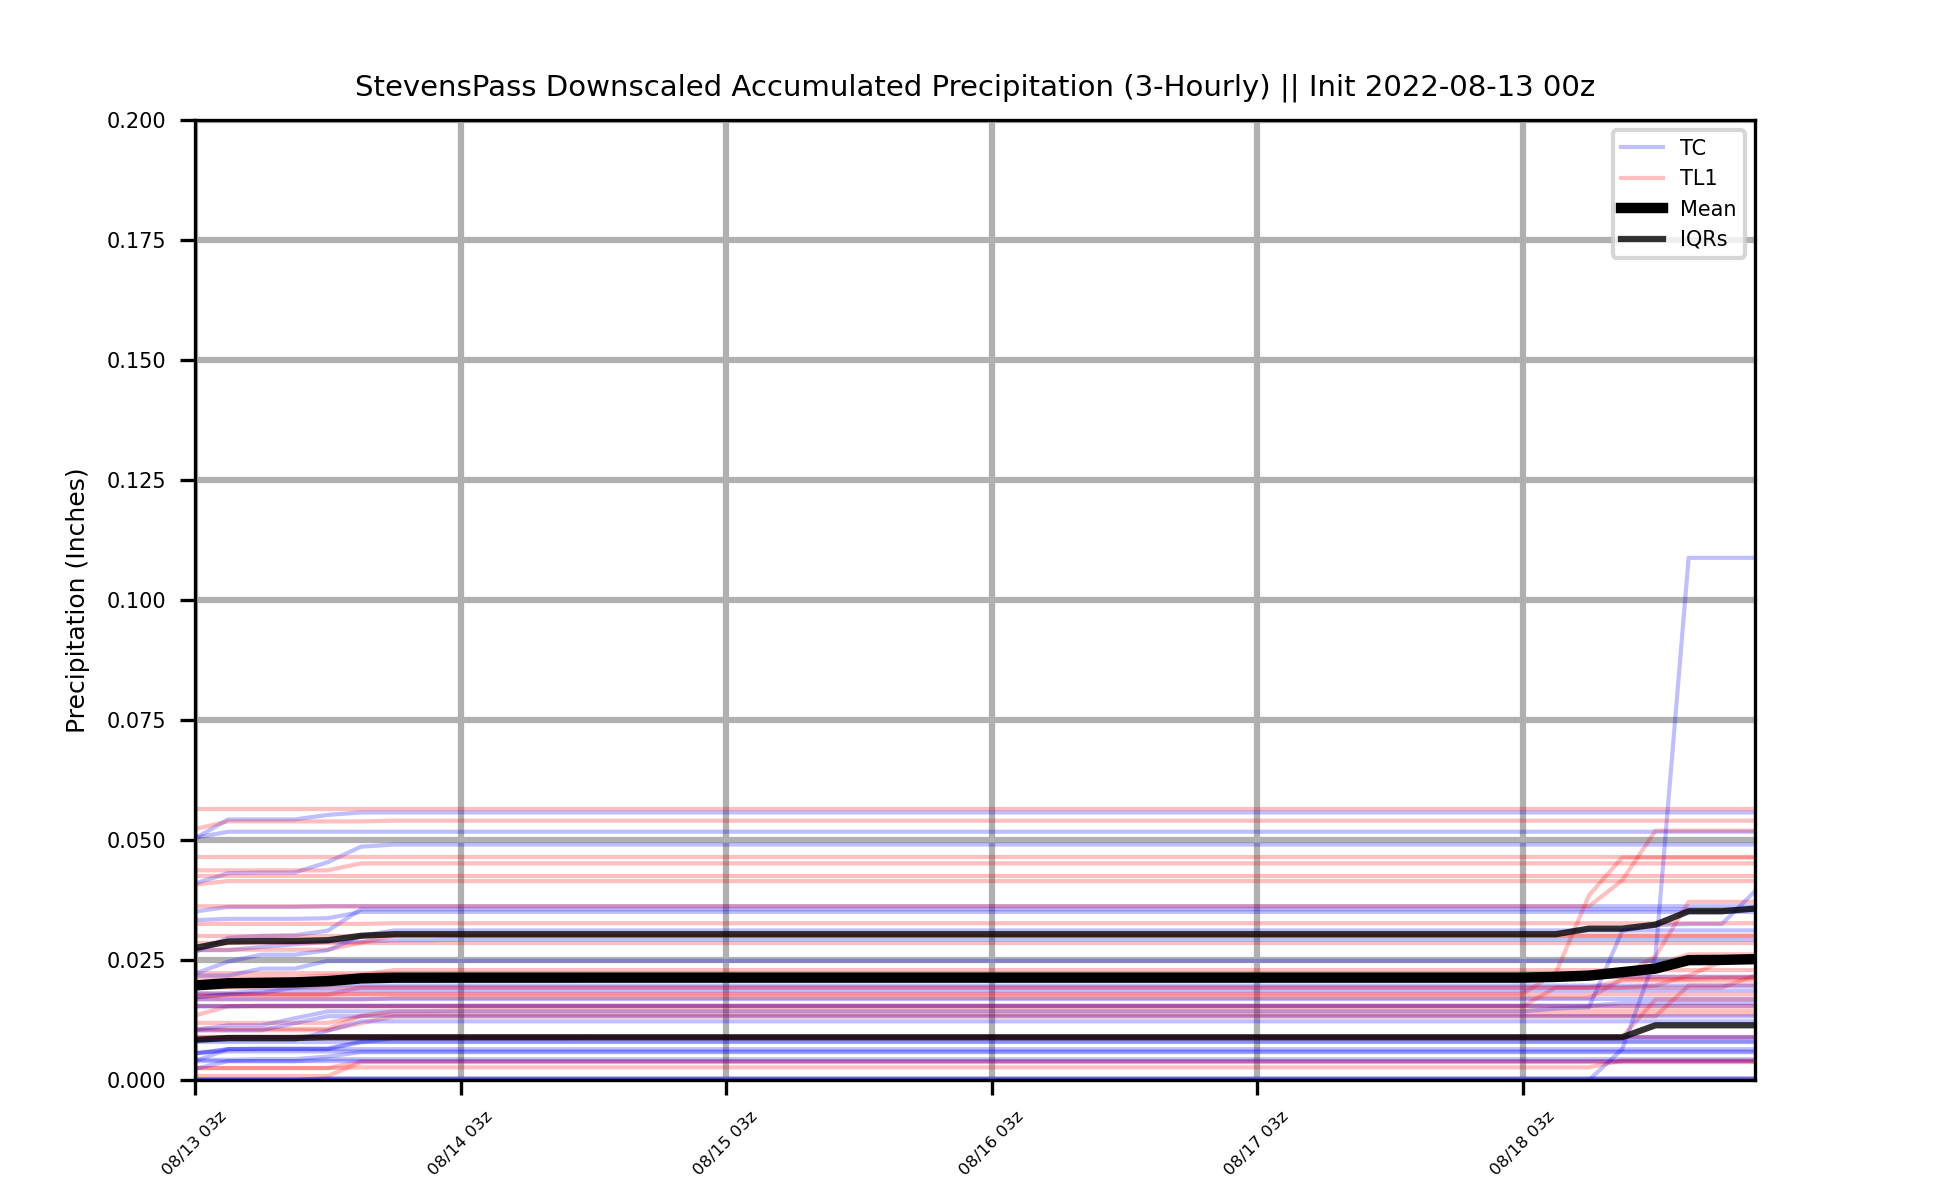 StevensPass Downscaled Accumulated Precipitation (3-Hourly) || Init 2022-08-13 00z
0.200
0.175
0.150
0.125
0.100
0.075
0.050
0.025
0.000
Precipitation (Inches)
TC
TL1
Mean
IQRs
08/13 03z
08/14 03z
08/15 03z
08/16 03z
08/17 03z
08/18 03z